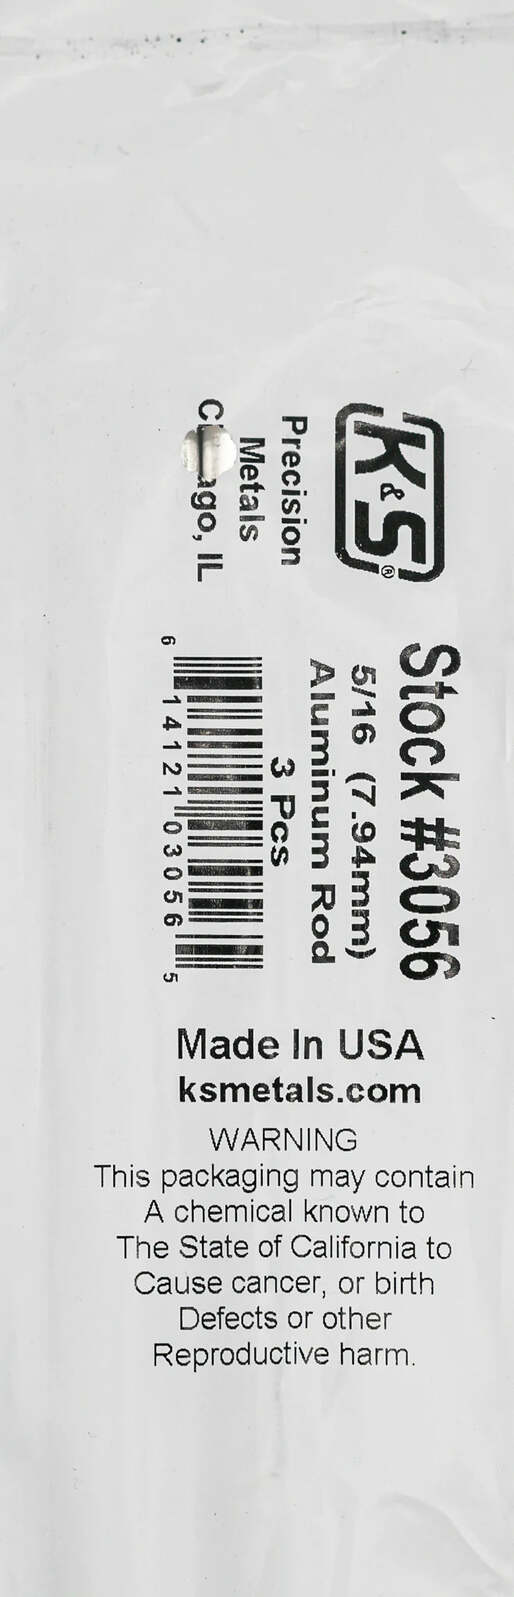 K&S®
Precision
Metals
IL
Stock #3056
5/16 (7.94mm)
Aluminum Rod
3 Pcs
6 14121 03056 5
Made In USA
ksmetals.com
WARNING
This packaging may contain
A chemical known to
The State of California to
Cause cancer, or birth
Defects or other
Reproductive harm.